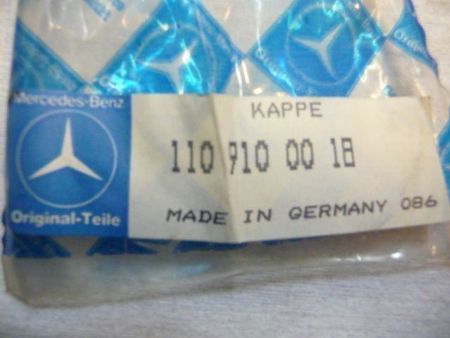 Mercedes-Benz
Original-Teile
KAPPE
110 910 00 18
MADE IN GERMANY 086